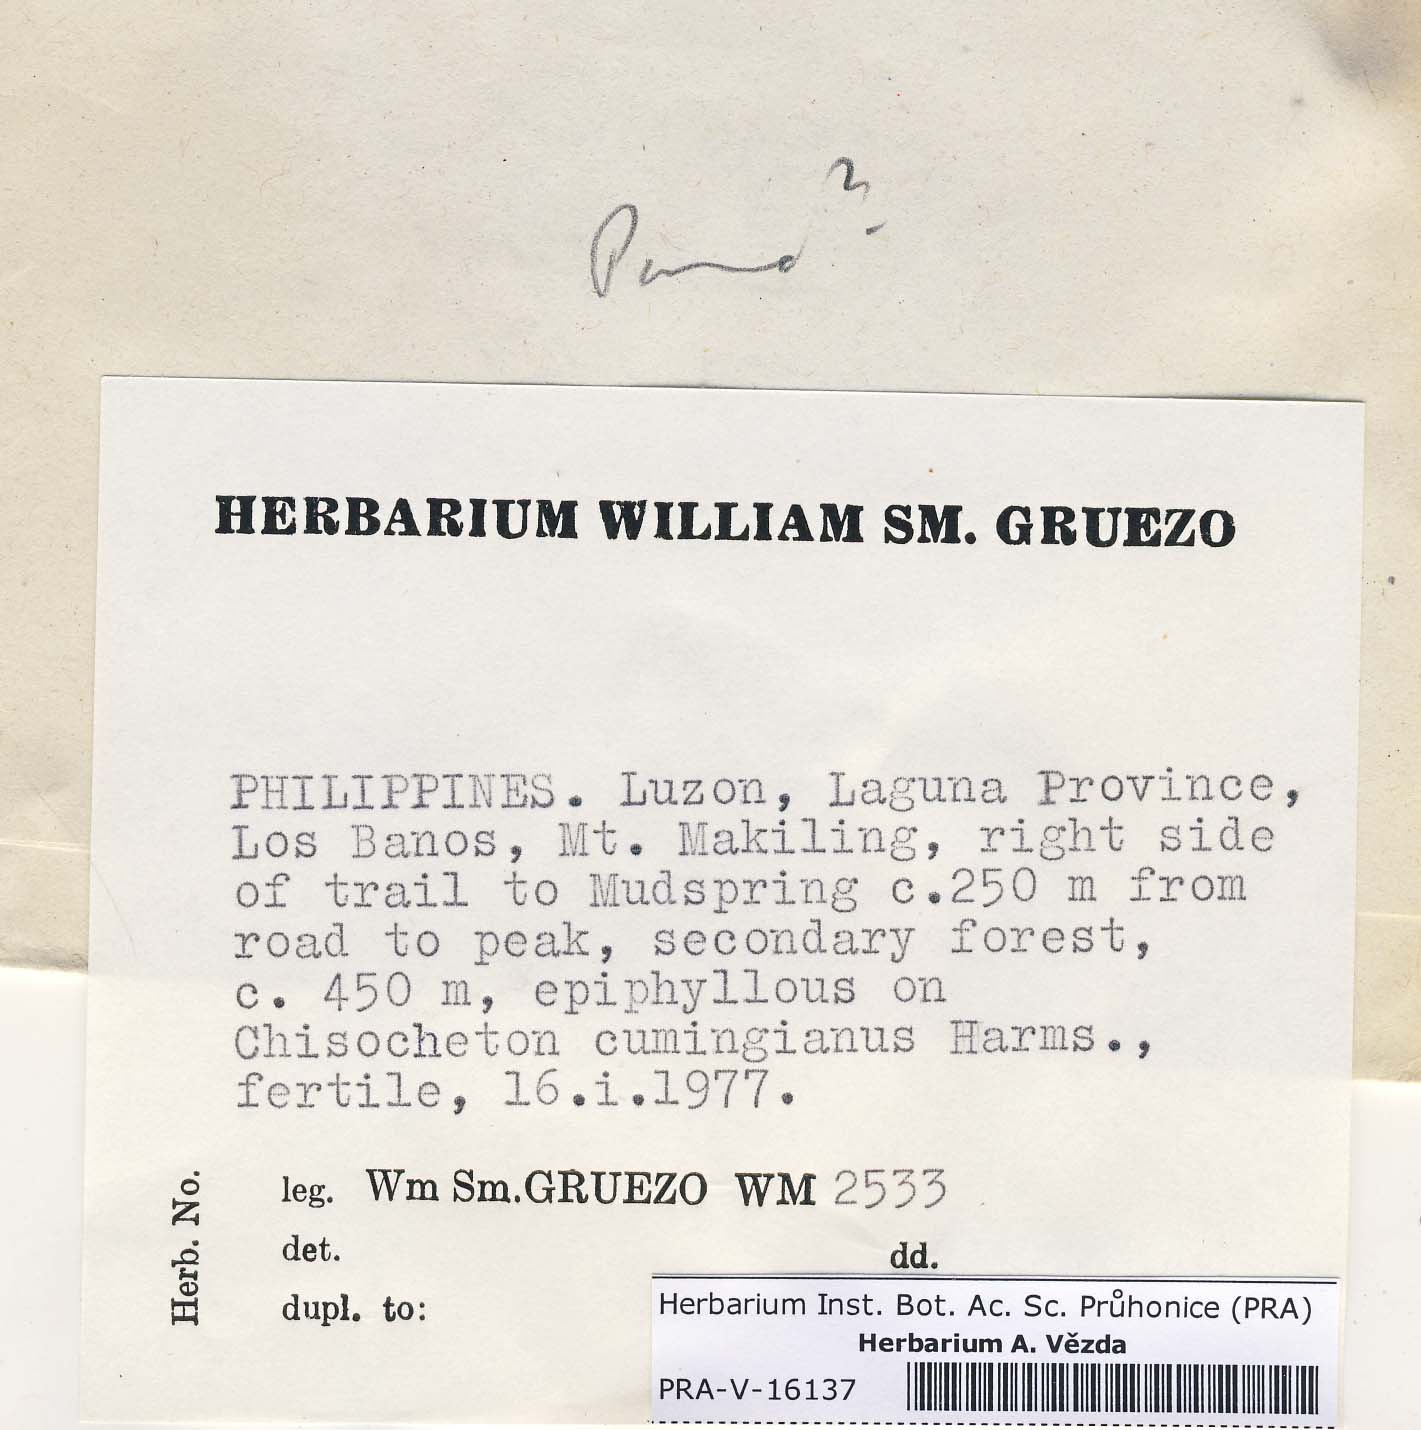 HERBARIUM WILLIAM SM. GRUEZO
PHILIPPINES. Luzon, Laguna Province,
Los Banos, Mt. Makiling, right side
of trail to Mudspring c.250 m from
road to peak, secondary forest,
c. 450 m, epiphyllous on
Chisocheton cumingianus Harms.,
fertile, 16.i.1977.
Herb. No.
leg. Wm Sm.GRUEZO WM 2533
det.
dd.
dupl. to:
Herbarium Inst. Bot. Ac. Sc. Průhonice (PRA)
Herbarium A. Vězda
PRA-V-16137